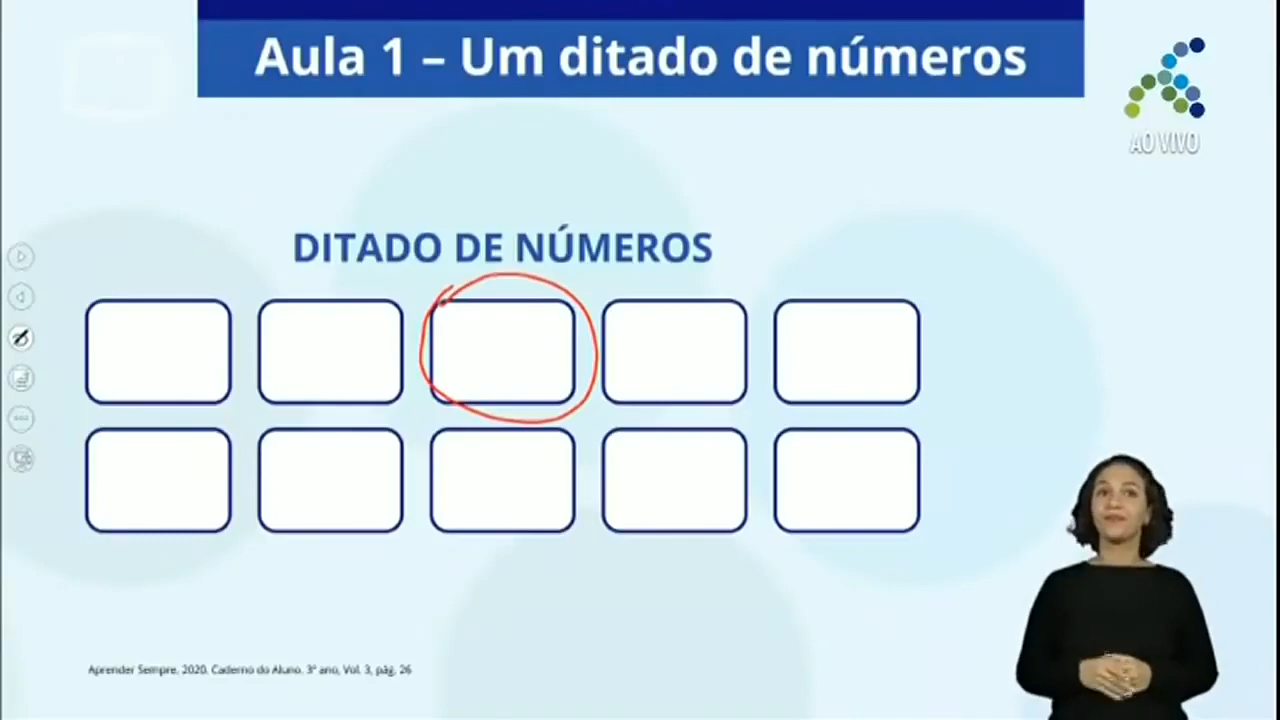 Aula 1 – Um ditado de números
AO VIVO
DITADO DE NÚMEROS
Aprender Sempre, 2020. Caderno do Aluno, 3º ano, Vol. 3, pág. 26